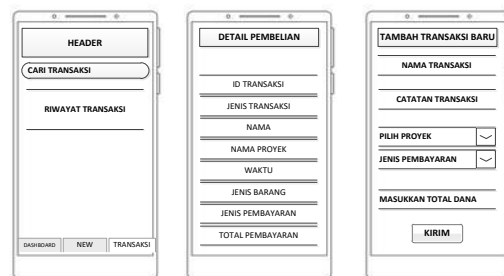 HEADER
CARI TRANSAKSI
RIWAYAT TRANSAKSI
DASHBOARD NEW TRANSAKSI
DETAIL PEMBELIAN
ID TRANSAKSI
JENIS TRANSAKSI
NAMA
NAMA PROYEK
WAKTU
JENIS BARANG
JENIS PEMBAYARAN
TOTAL PEMBAYARAN
TAMBAH TRANSAKSI BARU
NAMA TRANSAKSI
CATATAN TRANSAKSI
PILIH PROYEK
JENIS PEMBAYARAN
MASUKKAN TOTAL DANA
KIRIM